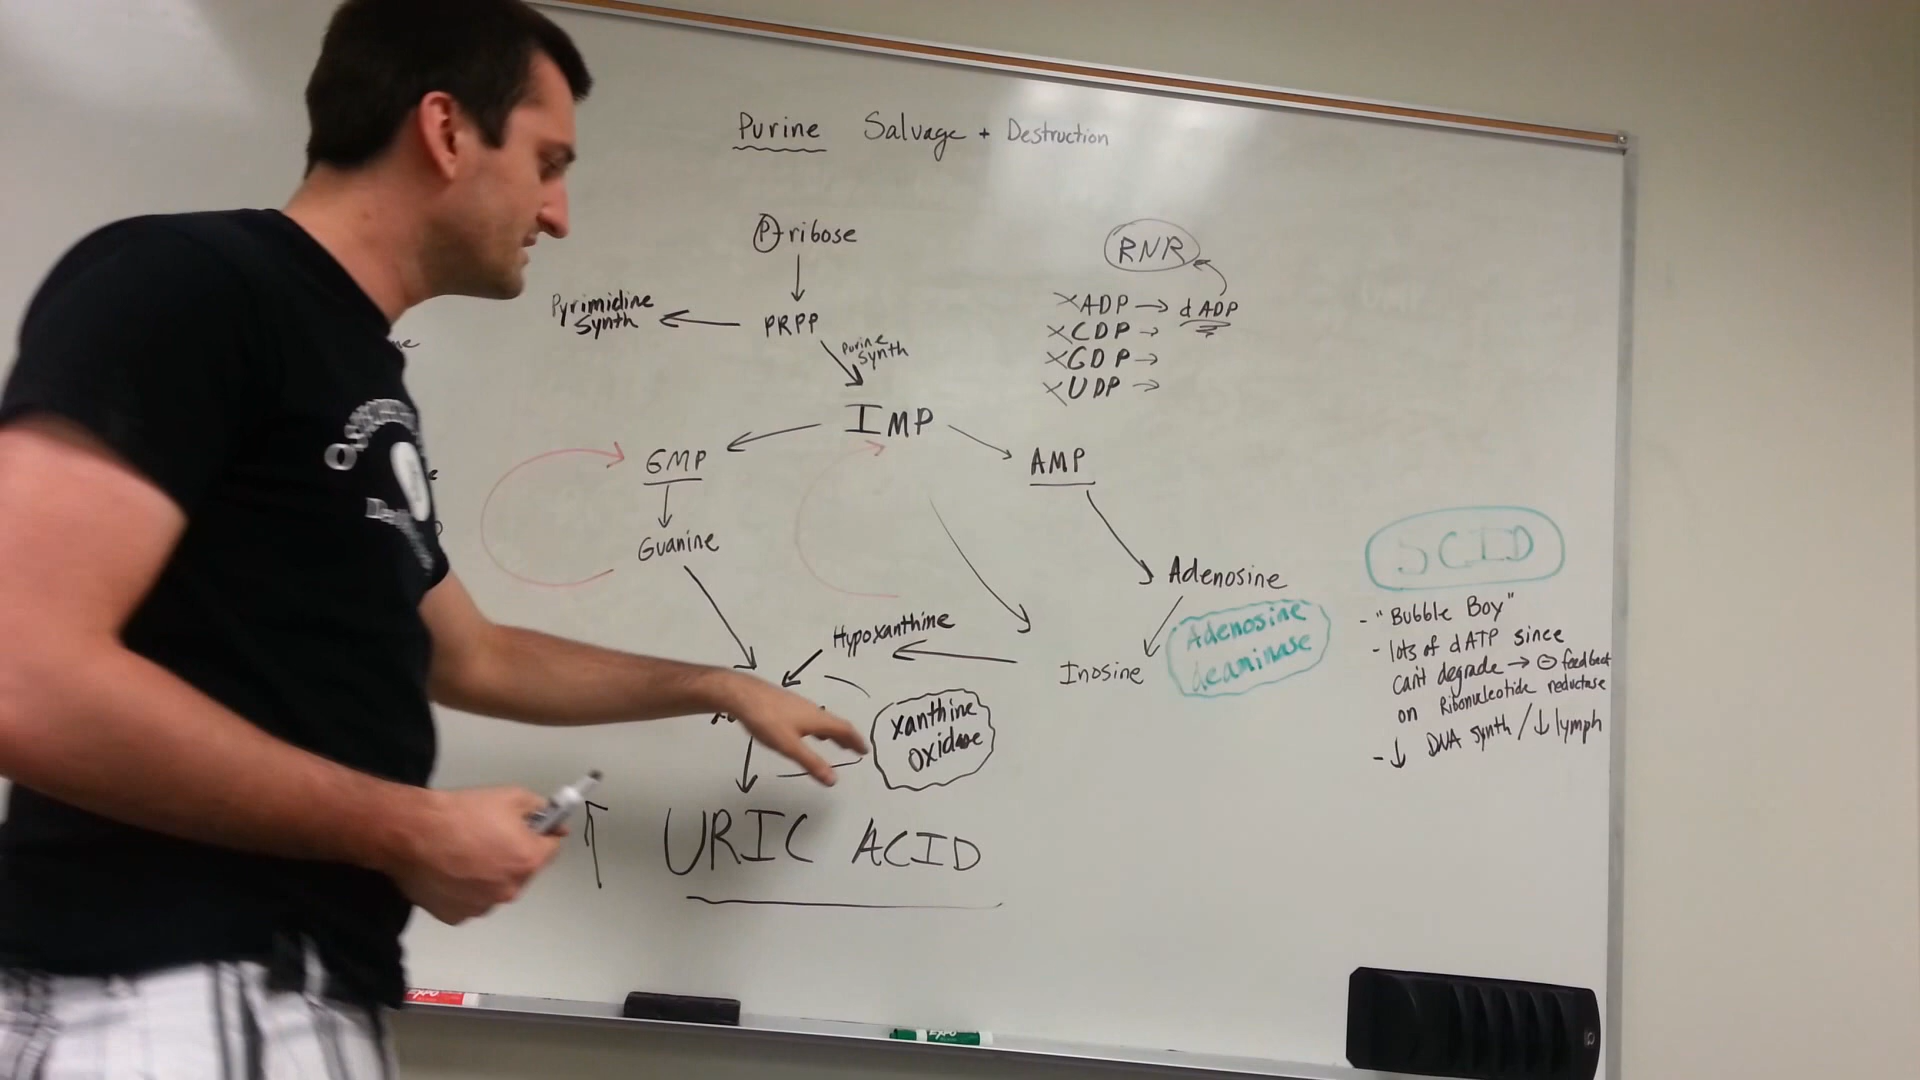 Purine Salvage + Destruction
P-ribose
RNR
Pyrimidine
Synth
PRPP
Purine
Synth
ADP → dADP
CDP →
GDP →
UDP →
IMP
GMP
AMP
Guanine
Adenosine
SCID
Adenosine
deaminase
- "Bubble Boy"
- lots of dATP since
can't degrade → ⊖ feedback
on Ribonucleotide reductase
- ↓ DNA synth / ↓ lymph
Hypoxanthine
Inosine
xanthine
oxidase
↑ URIC ACID
EXPO